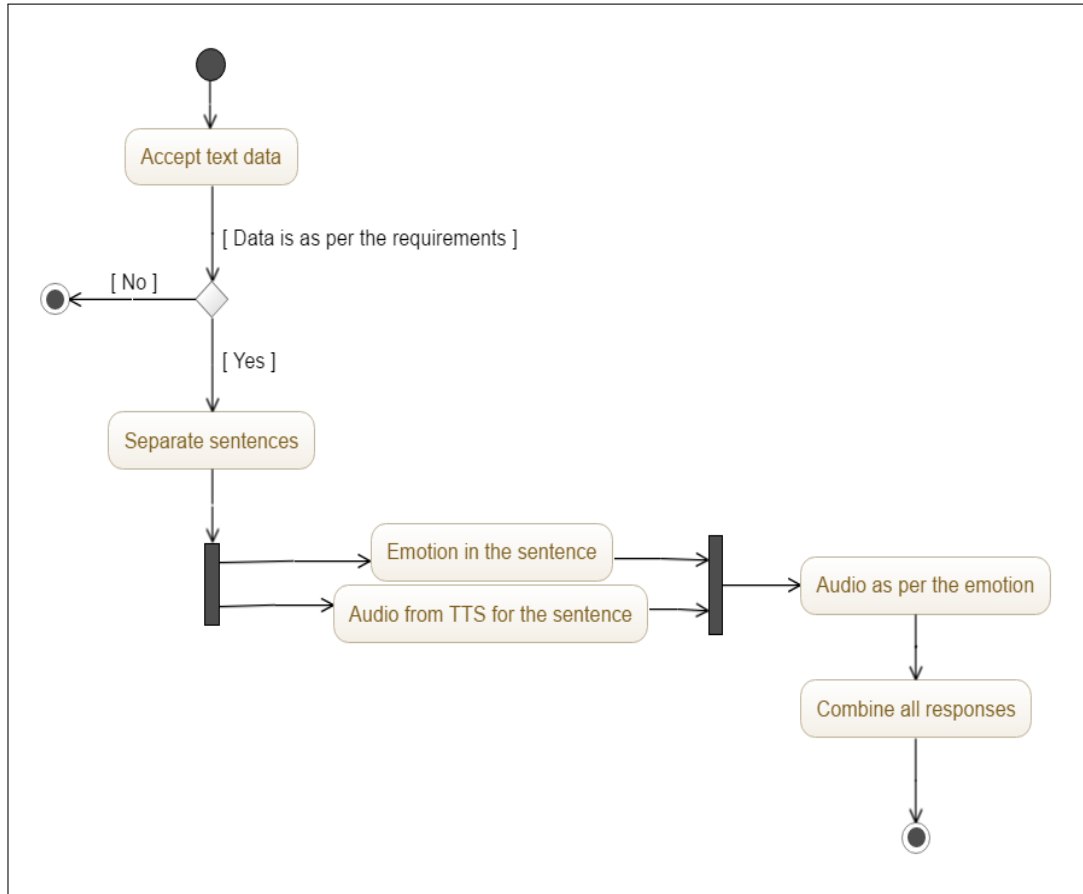 Accept text data
[ Data is as per the requirements ]
[ No ]
[ Yes ]
Separate sentences
Emotion in the sentence
Audio from TTS for the sentence
Audio as per the emotion
Combine all responses